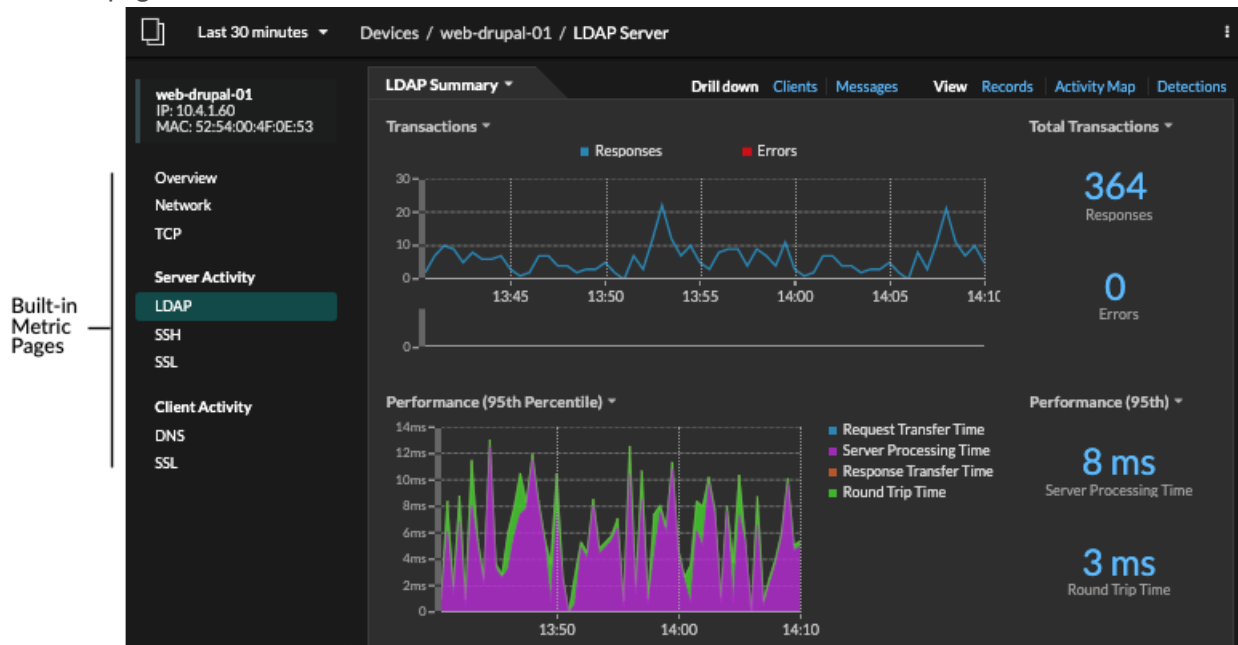 Last 30 minutes
Devices / web-drupal-01 / LDAP Server
web-drupal-01
IP: 10.4.1.60
MAC: 52:54:00:4F:0E:53
Built-in
Metric
Pages
Overview
Network
TCP
Server Activity
LDAP
SSH
SSL
Client Activity
DNS
SSL
LDAP Summary
Drill down Clients Messages View Records Activity Map Detections
Transactions
Responses Errors
30
20
10
0
13:45 13:50 13:55 14:00 14:05 14:10
0
Total Transactions
364
Responses
0
Errors
Performance (95th Percentile)
14ms
12ms
10ms
8ms
6ms
4ms
2ms
0
13:50 14:00 14:10
Request Transfer Time
Server Processing Time
Response Transfer Time
Round Trip Time
Performance (95th)
8 ms
Server Processing Time
3 ms
Round Trip Time